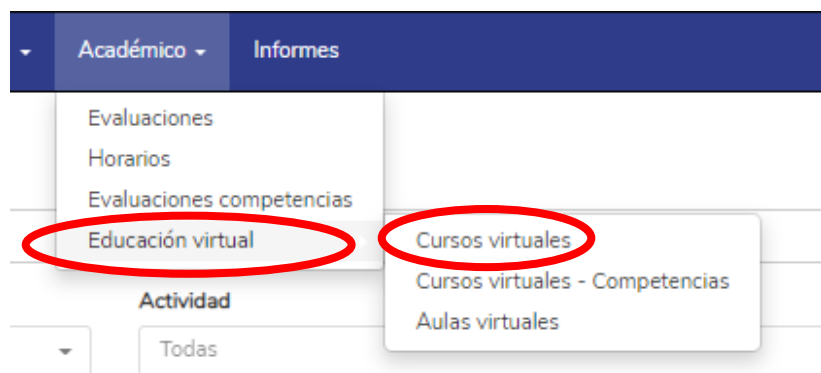 Académico Informes
Evaluaciones
Horarios
Evaluaciones competencias
Educación virtual
Cursos virtuales
Cursos virtuales - Competencias
Aulas virtuales
Actividad
Todas